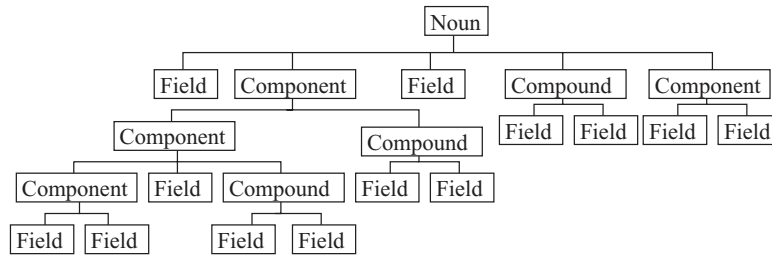 Noun
Field Component Field Compound Component
Field Field Field Field
Component Compound
Component Field Compound Field Field
Field Field Field Field